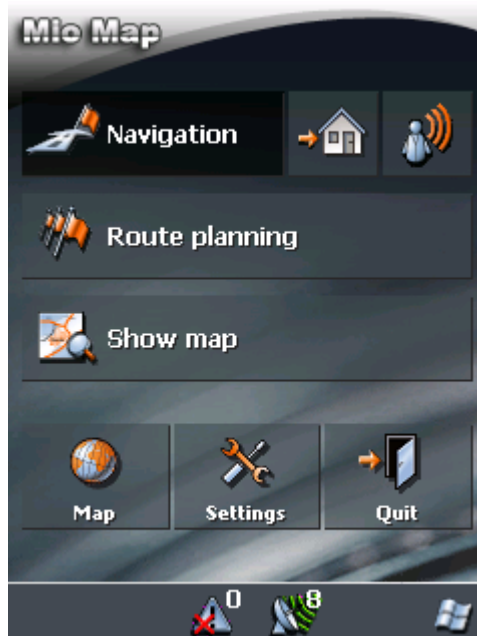 Mio Map
Navigation
Route planning
Show map
Map Settings Quit
0 8